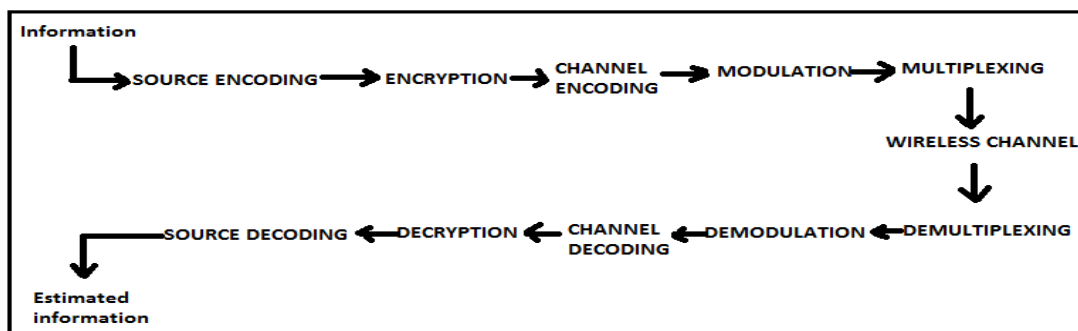 Information
SOURCE ENCODING
ENCRYPTION
CHANNEL
ENCODING
MODULATION
MULTIPLEXING
WIRELESS CHANNEL
DEMULTIPLEXING
DEMODULATION
CHANNEL
DECODING
DECRYPTION
SOURCE DECODING
Estimated
information